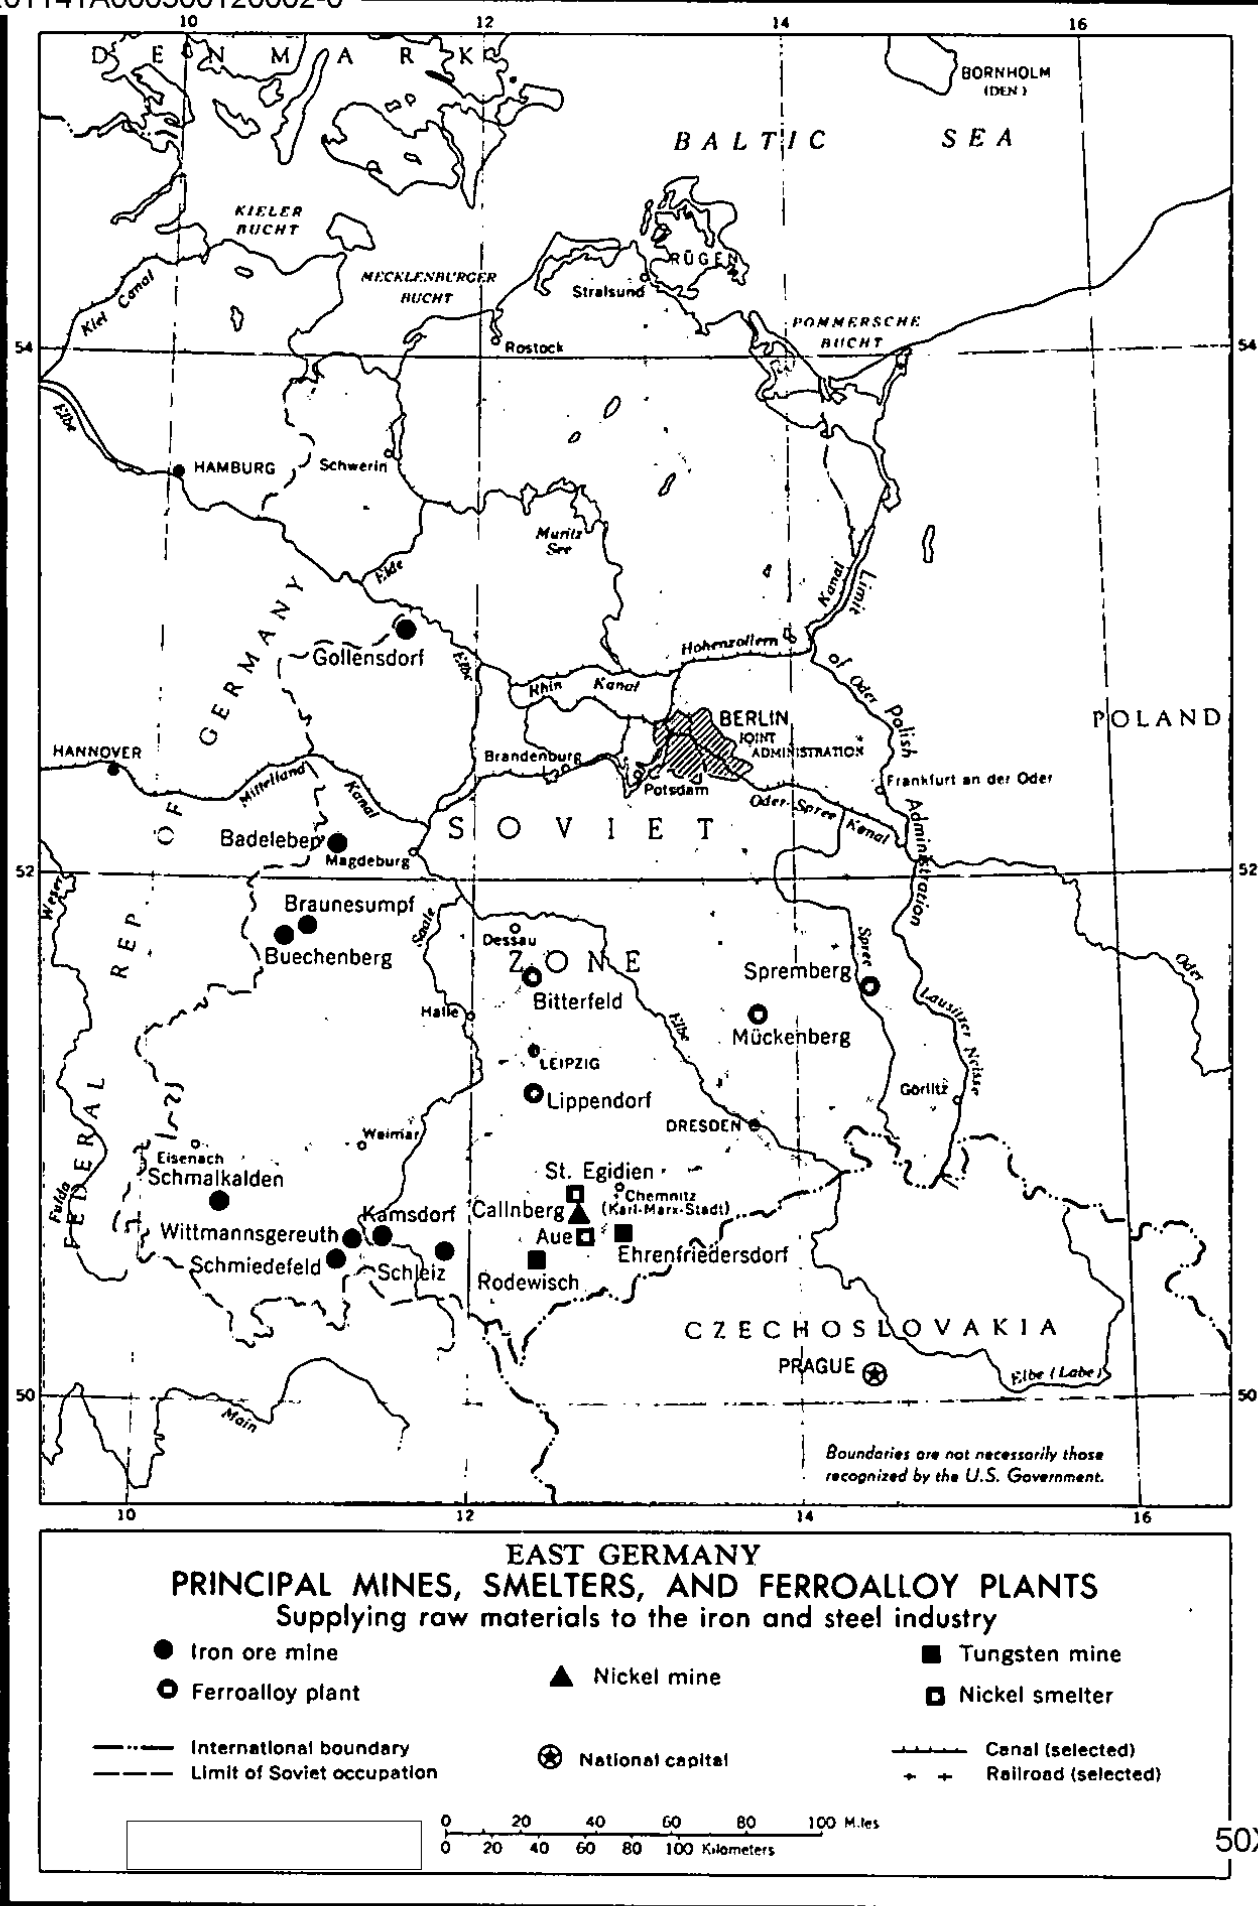 10 12 14 16
D E N M A R K
BORNHOLM
(DEN)
BALTIC SEA
KIELER
BUCHT
Kiel Canal
MECKLENBURGER
BUCHT
RÜGEN
Stralsund
POMMERSCHE
BUCHT
54
Rostock
54
Elbe
HAMBURG
Schwerin
Muritz
See
Elde
Kanal
Limit of Oder Polish Administration
Gollensdorf
Elbe
Hohenzollern
Rhin Kanal
FEDERAL REP. OF GERMANY
POLAND
BERLIN
JOINT
ADMINISTRATION
HANNOVER
Mittelland Kanal
Brandenburg
Potsdam
Frankfurt an der Oder
Oder-Spree Kanal
SOVIET
Badeleben
Magdeburg
52
52
Weser
Braunesumpf
Buechenberg
Saale
Dessau
ZONE
Spree
Oder
Spremberg
Bitterfeld
Lausitzer Neisse
Halle
Elbe
Mückenberg
LEIPZIG
Lippendorf
Görlitz
DRESDEN
Weimar
Eisenach
Schmalkalden
Fulda
St. Egidien
Chemnitz
(Karl-Marx-Stadt)
Callnberg
Kamsdorf
Wittmannsgereuth
Aue
Ehrenfriedersdorf
Schmiedefeld
Schleiz
Rodewisch
CZECHOSLOVAKIA
PRAGUE
Elbe (Labe)
50
50
Main
Boundaries are not necessarily those
recognized by the U.S. Government.
10 12 14 16
EAST GERMANY
PRINCIPAL MINES, SMELTERS, AND FERROALLOY PLANTS
Supplying raw materials to the iron and steel industry
Iron ore mine
Nickel mine
Tungsten mine
Ferroalloy plant
Nickel smelter
International boundary
National capital
Canal (selected)
Limit of Soviet occupation
Railroad (selected)
0 20 40 60 80 100 Miles
0 20 40 60 80 100 Kilometers